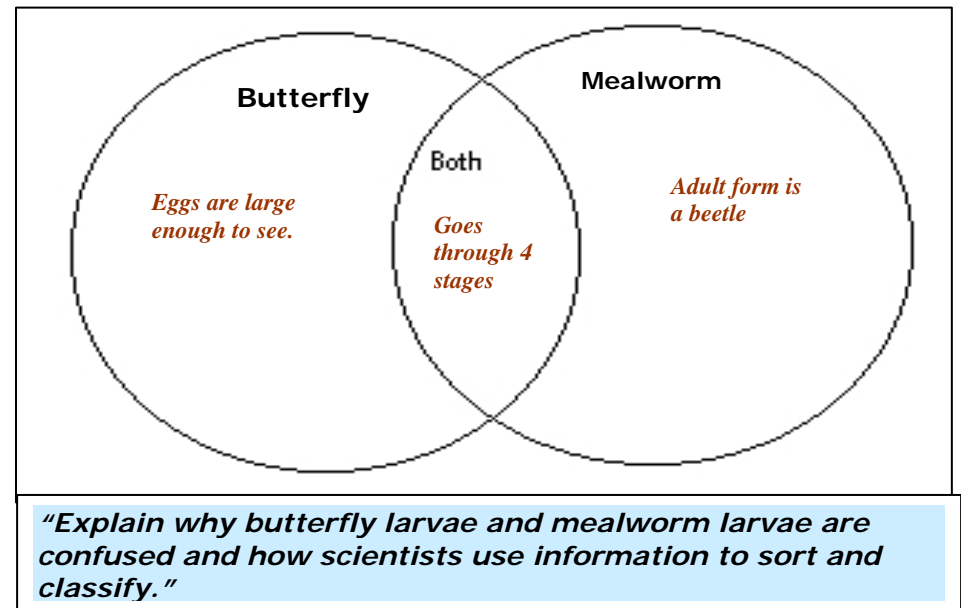 Butterfly
Mealworm
Both
Eggs are large
enough to see.
Goes
through 4
stages
Adult form is
a beetle
“Explain why butterfly larvae and mealworm larvae are
confused and how scientists use information to sort and
classify.”